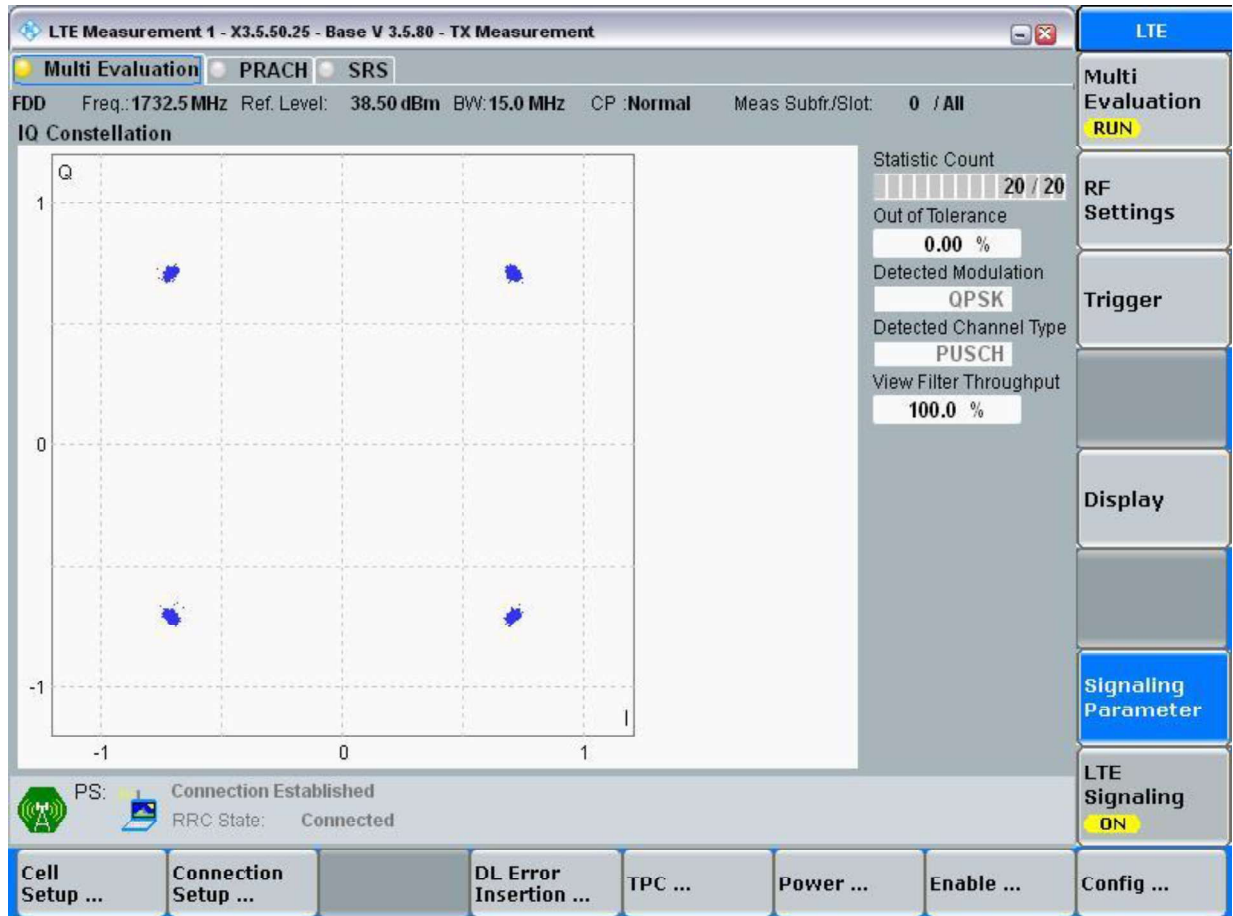 LTE Measurement 1 - X3.5.50.25 - Base V 3.5.80 - TX Measurement
LTE
Multi Evaluation PRACH SRS
FDD Freq.: 1732.5 MHz Ref. Level: 38.50 dBm BW: 15.0 MHz CP :Normal Meas Subfr./Slot: 0 / All
IQ Constellation
Q
1
0
-1
-1 0 1
I
Statistic Count
20 / 20
Out of Tolerance
0.00 %
Detected Modulation
QPSK
Detected Channel Type
PUSCH
View Filter Throughput
100.0 %
Multi
Evaluation
RUN
RF
Settings
Trigger
Display
Signaling
Parameter
LTE
Signaling
ON
PS: Connection Established
RRC State: Connected
Cell
Setup ...
Connection
Setup ...
DL Error
Insertion ...
TPC ...
Power ...
Enable ...
Config ...